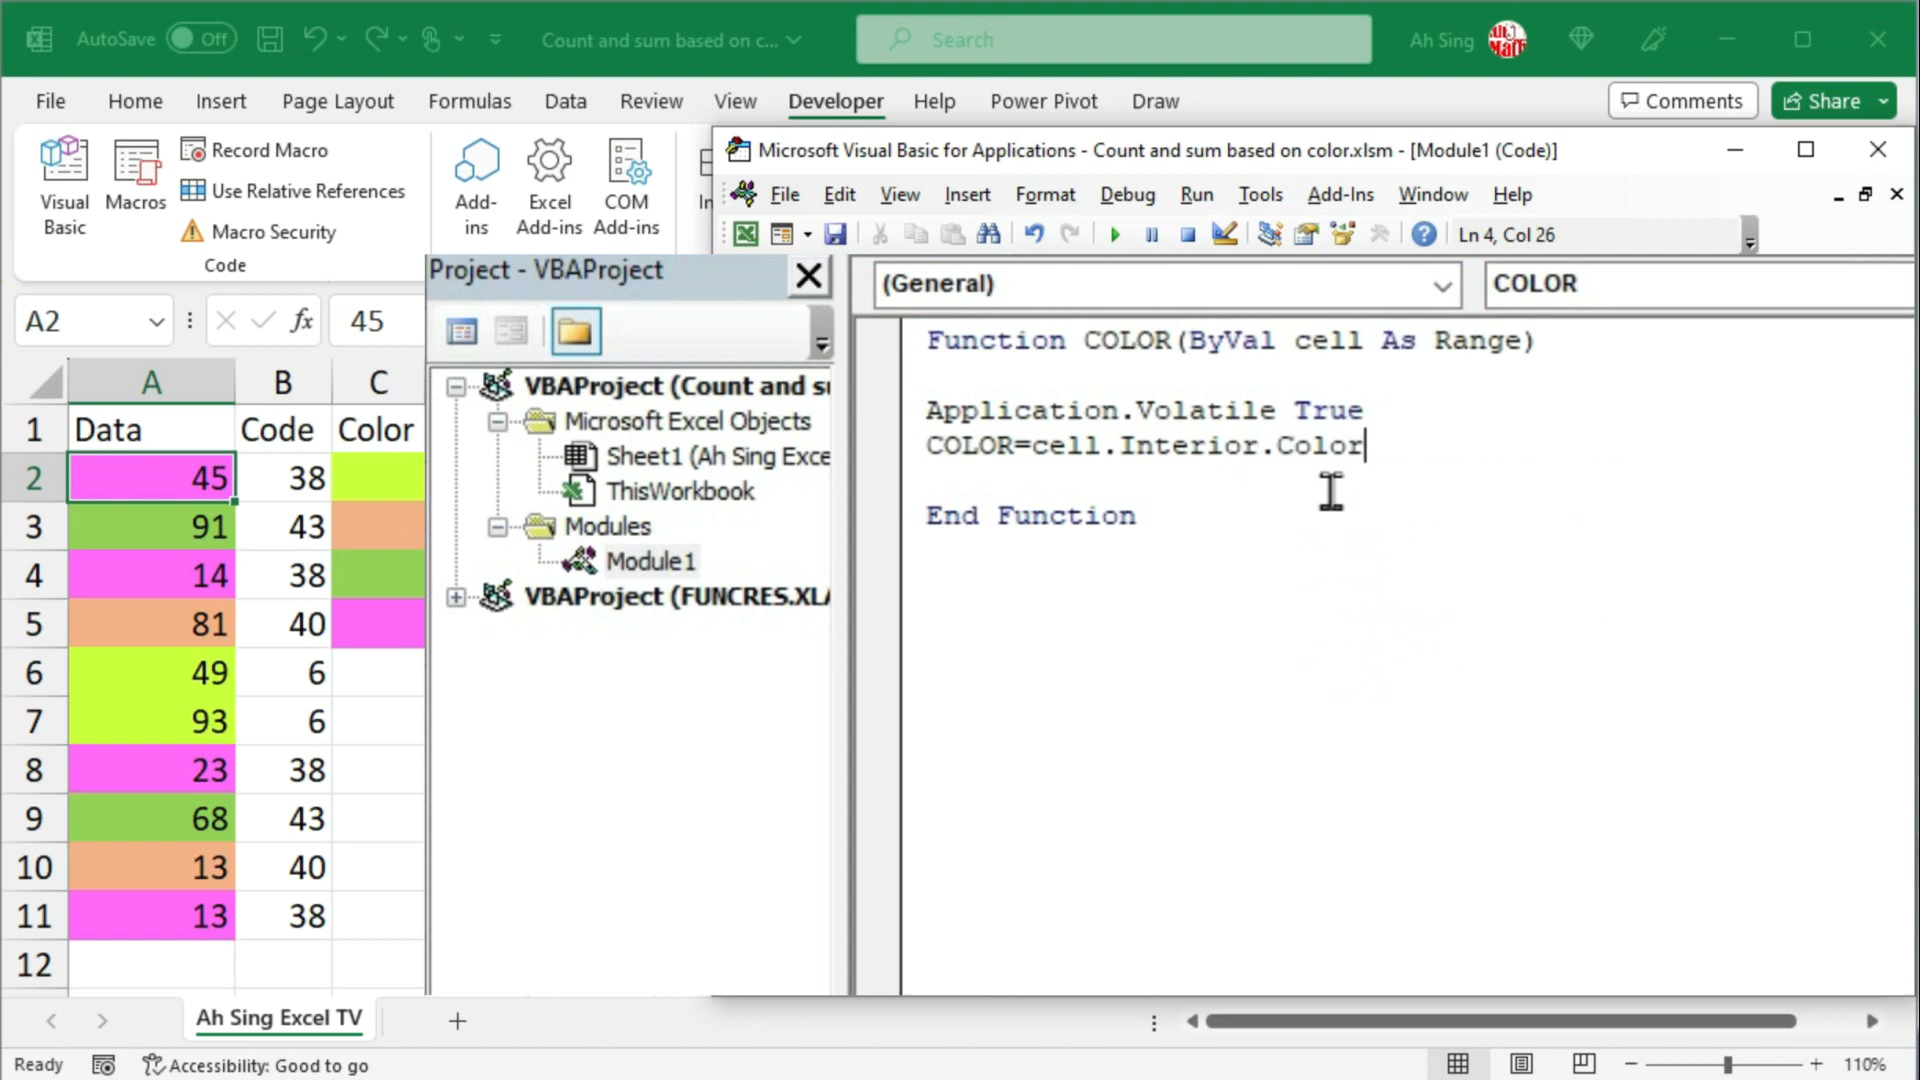 AutoSave Off Count and sum based on c... Search Ah Sing
File Home Insert Page Layout Formulas Data Review View Developer Help Power Pivot Draw Comments Share
Visual Basic
Macros
Record Macro
Use Relative References
Macro Security
Code
Add-ins
Excel Add-ins
COM Add-ins
In
Microsoft Visual Basic for Applications - Count and sum based on color.xlsm - [Module1 (Code)]
File Edit View Insert Format Debug Run Tools Add-Ins Window Help
Ln 4, Col 26
A2 fx 45
Project - VBAProject
(General) COLOR
VBAProject (Count and su
Microsoft Excel Objects
Sheet1 (Ah Sing Exce
ThisWorkbook
Modules
Module1
VBAProject (FUNCRES.XLA
Function COLOR(ByVal cell As Range)
Application.Volatile True
COLOR=cell.Interior.Color
End Function
A B C
1 Data Code Color
2 45 38
3 91 43
4 14 38
5 81 40
6 49 6
7 93 6
8 23 38
9 68 43
10 13 40
11 13 38
12
Ah Sing Excel TV
Ready Accessibility: Good to go 110%